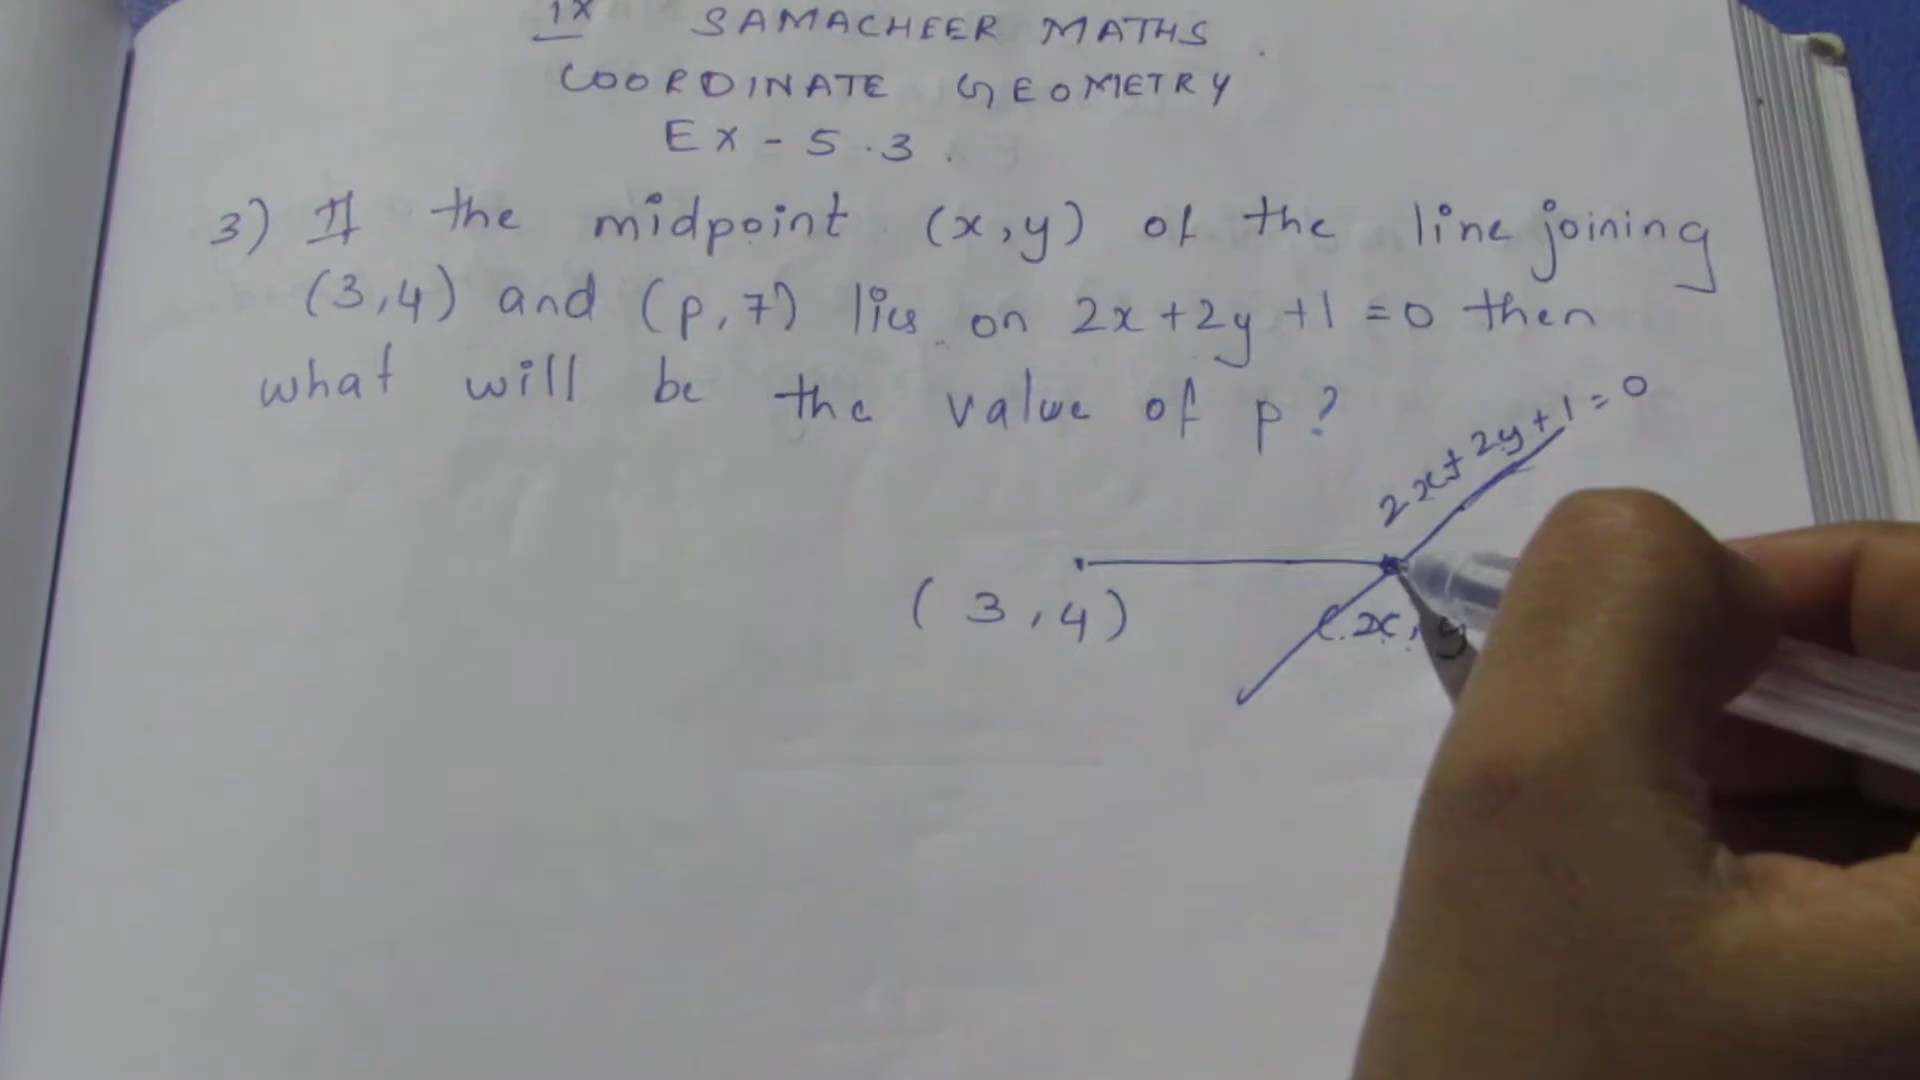 IX SAMACHEER MATHS
COORDINATE GEOMETRY
EX - 5.3.
3) If the midpoint (x,y) of the line joining
(3,4) and (p,7) lies on 2x+2y+1=0 then
what will be the value of p?
2x+2y+1=0
(3,4)
(x,y